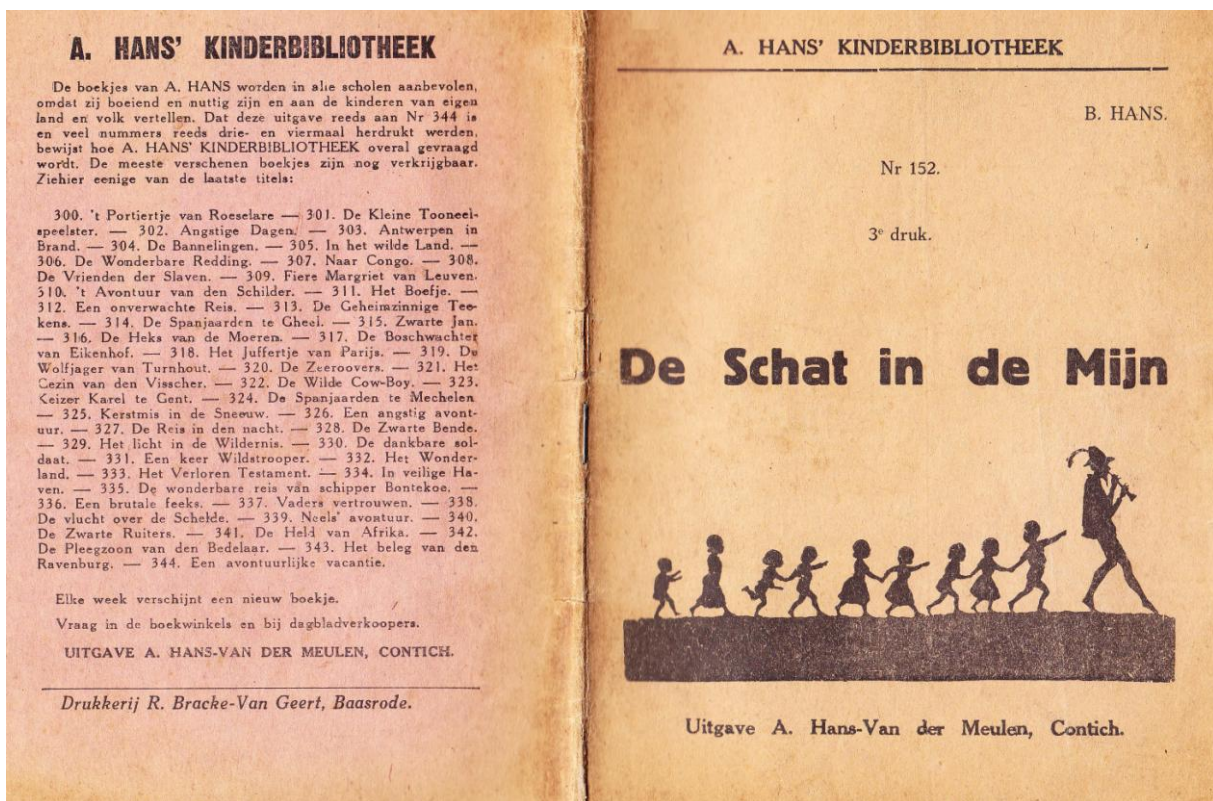 A. HANS' KINDERBIBLIOTHEEK
De boekjes van A. HANS worden in alle scholen aanbevolen,
omdat zij boeiend en nuttig zijn en aan de kinderen van eigen
land en volk vertellen. Dat deze uitgave reeds aan Nr 344 is
en veel nummers reeds drie- en viermaal herdrukt werden,
bewijst hoe A. HANS' KINDERBIBLIOTHEEK overal gevraagd
wordt. De meeste verschenen boekjes zijn nog verkrijgbaar.
Ziehier eenige van de laatste titels:
300. 't Portiertje van Roeselare — 301. De Kleine Tooneel-
speelster. — 302. Angstige Dagen. — 303. Antwerpen in
Brand. — 304. De Bannelingen. — 305. In het wilde Land. —
306. De Wonderbare Redding. — 307. Naar Congo. — 308.
De Vrienden der Slaven. — 309. Fiere Margriet van Leuven.
310. 't Avontuur van den Schilder. — 311. Het Boefje. —
312. Een onverwachte Reis. — 313. De Geheimzinnige Tee-
kens. — 314. De Spanjaarden te Gheel. — 315. Zwarte Jan.
— 316. De Heks van de Moeren. — 317. De Boschwachter
van Eikenhof. — 318. Het Juffertje van Parijs. — 319. De
Wolfjager van Turnhout. — 320. De Zeeroovers. — 321. Het
Gezin van den Visscher. — 322. De Wilde Cow-Boy. — 323.
Keizer Karel te Gent. — 324. De Spanjaarden te Mechelen
— 325. Kerstmis in de Sneeuw. — 326. Een angstig avont-
uur. — 327. De Reis in den nacht. — 328. De Zwarte Bende.
— 329. Het licht in de Wildernis. — 330. De dankbare sol-
daat. — 331. Een keer Wildstrooper. — 332. Het Wonder-
land. — 333. Het Verloren Testament. — 334. In veilige Ha-
ven. — 335. De wonderbare reis van schipper Bontekoe. —
336. Een brutale feeks. — 337. Vaders vertrouwen. — 338.
De vlucht over de Schelde. — 339. Neels' avontuur. — 340.
De Zwarte Ruiters. — 341. De Held van Afrika. — 342.
De Pleegzoon van den Bedelaar. — 343. Het beleg van den
Ravenburg. — 344. Een avontuurlijke vacantie.
Elke week verschijnt een nieuw boekje.
Vraag in de boekwinkels en bij dagbladverkoopers.
UITGAVE A. HANS-VAN DER MEULEN, CONTICH.
Drukkerij R. Bracke-Van Geert, Baasrode.
A. HANS' KINDERBIBLIOTHEEK
B. HANS.
Nr 152.
3e druk.
De Schat in de Mijn
Uitgave A. Hans-Van der Meulen, Contich.